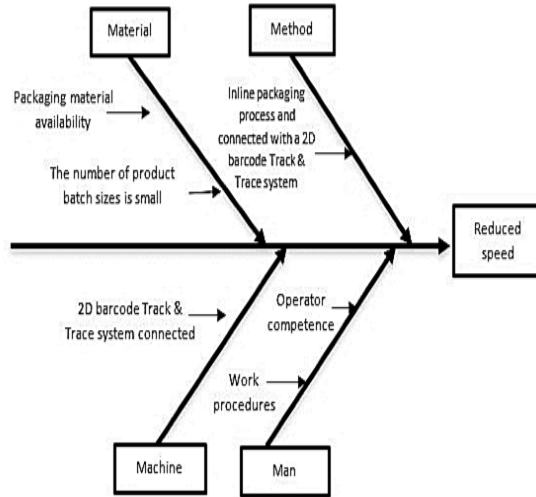 Material
Method
Packaging material
availability
Inline packaging
process and
connected with a 2D
barcode Track &
Trace system
The number of product
batch sizes is small
Reduced
speed
2D barcode Track &
Trace system connected
Operator
competence
Work
procedures
Machine
Man